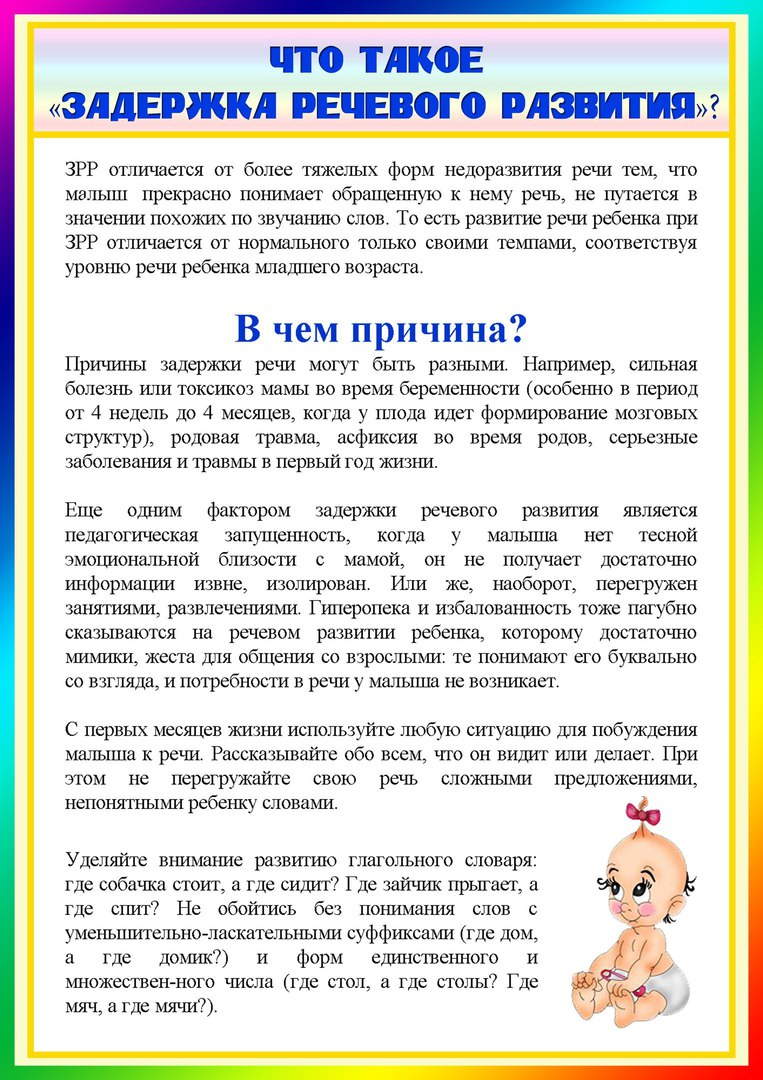 ЧТО ТАКОЕ
«ЗАДЕРЖКА РЕЧЕВОГО РАЗВИТИЯ»?
ЗРР отличается от более тяжелых форм недоразвития речи тем, что
малыш прекрасно понимает обращенную к нему речь, не путается в
значении похожих по звучанию слов. То есть развитие речи ребенка при
ЗРР отличается от нормального только своими темпами, соответствуя
уровню речи ребенка младшего возраста.
В чем причина?
Причины задержки речи могут быть разными. Например, сильная
болезнь или токсикоз мамы во время беременности (особенно в период
от 4 недель до 4 месяцев, когда у плода идет формирование мозговых
структур), родовая травма, асфиксия во время родов, серьезные
заболевания и травмы в первый год жизни.
Еще одним фактором задержки речевого развития является
педагогическая запущенность, когда у малыша нет тесной
эмоциональной близости с мамой, он не получает достаточно
информации извне, изолирован. Или же, наоборот, перегружен
занятиями, развлечениями. Гиперопека и избалованность тоже пагубно
сказываются на речевом развитии ребенка, которому достаточно
мимики, жеста для общения со взрослыми: те понимают его буквально
со взгляда, и потребности в речи у малыша не возникает.
С первых месяцев жизни используйте любую ситуацию для побуждения
малыша к речи. Рассказывайте обо всем, что он видит или делает. При
этом не перегружайте свою речь сложными предложениями,
непонятными ребенку словами.
Уделяйте внимание развитию глагольного словаря:
где собачка стоит, а где сидит? Где зайчик прыгает, а
где спит? Не обойтись без понимания слов с
уменьшительно-ласкательными суффиксами (где дом,
а где домик?) и форм единственного и
множествен-ного числа (где стол, а где столы? Где
мяч, а где мячи?).